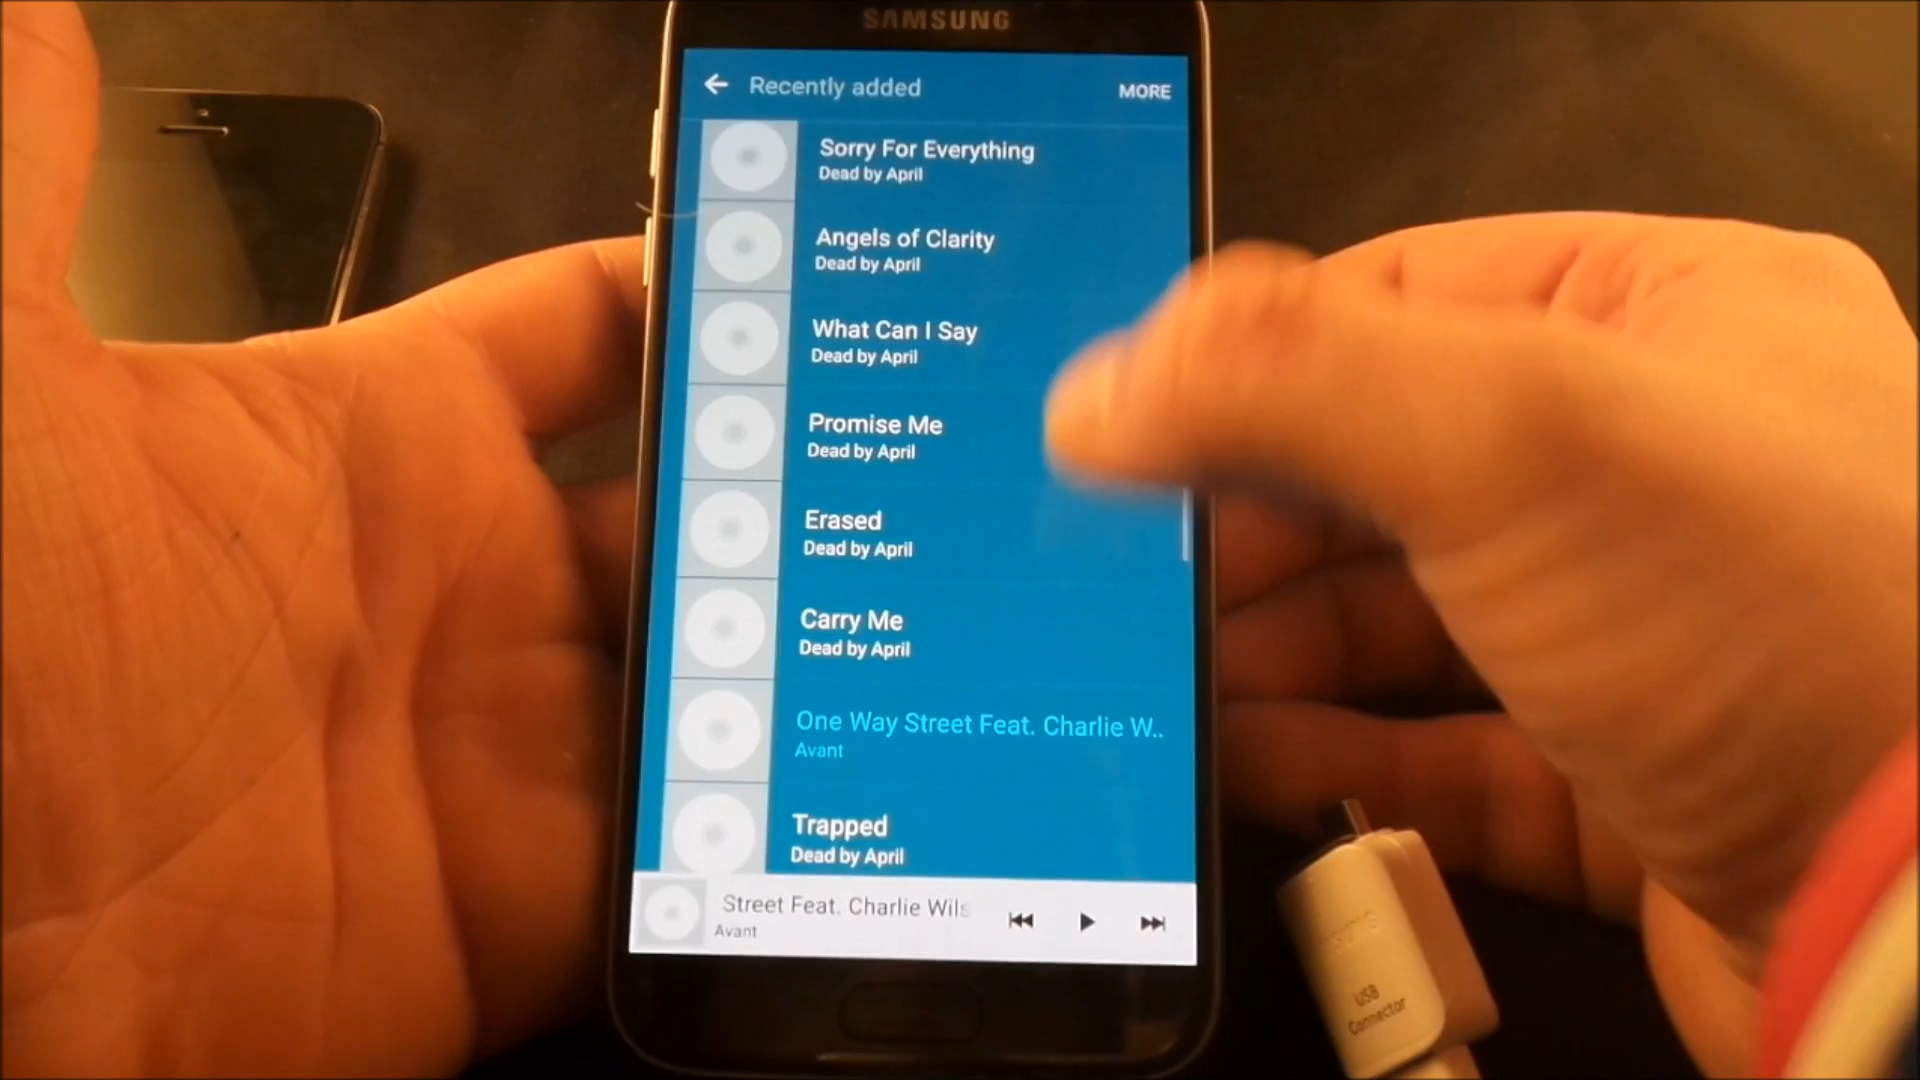 SAMSUNG
Recently added
MORE
Sorry For Everything
Dead by April
Angels of Clarity
Dead by April
What Can I Say
Dead by April
Promise Me
Dead by April
Erased
Dead by April
Carry Me
Dead by April
One Way Street Feat. Charlie W..
Avant
Trapped
Dead by April
Street Feat. Charlie Wils
Avant
USB
Connector